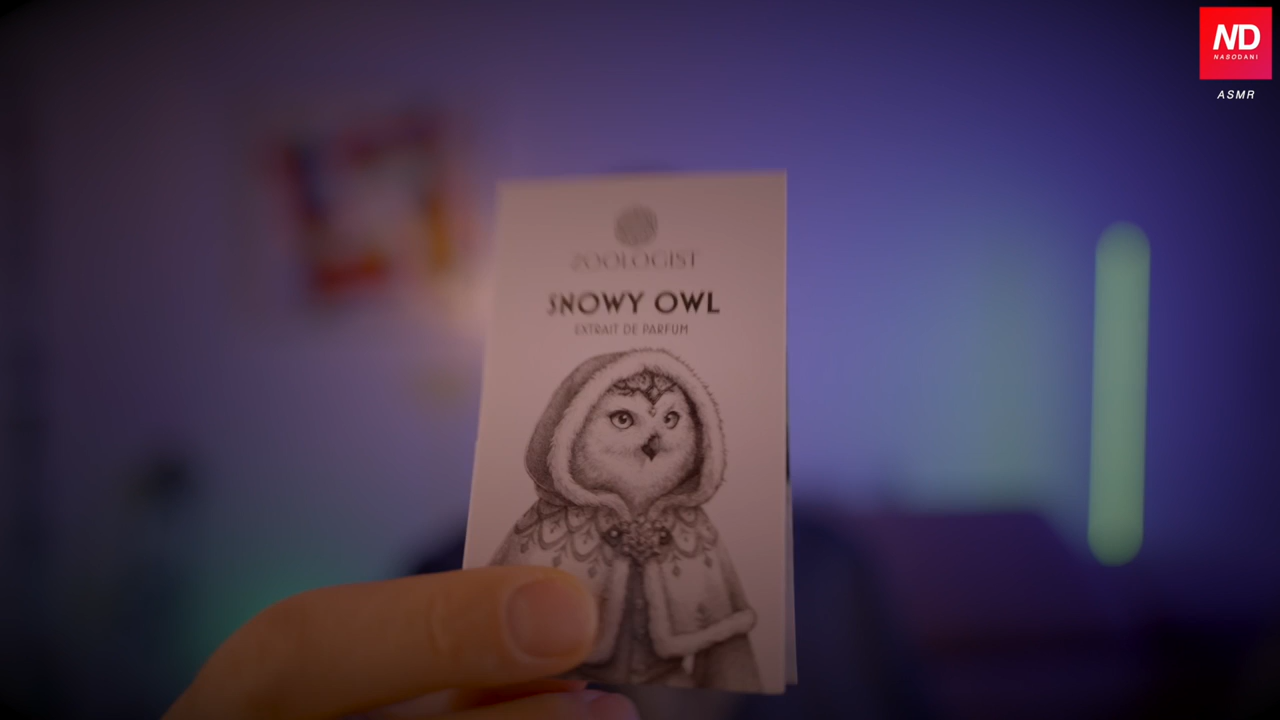 ND
NASODANI
ASMR
ZOOLOGIST
SNOWY OWL
EXTRAIT DE PARFUM